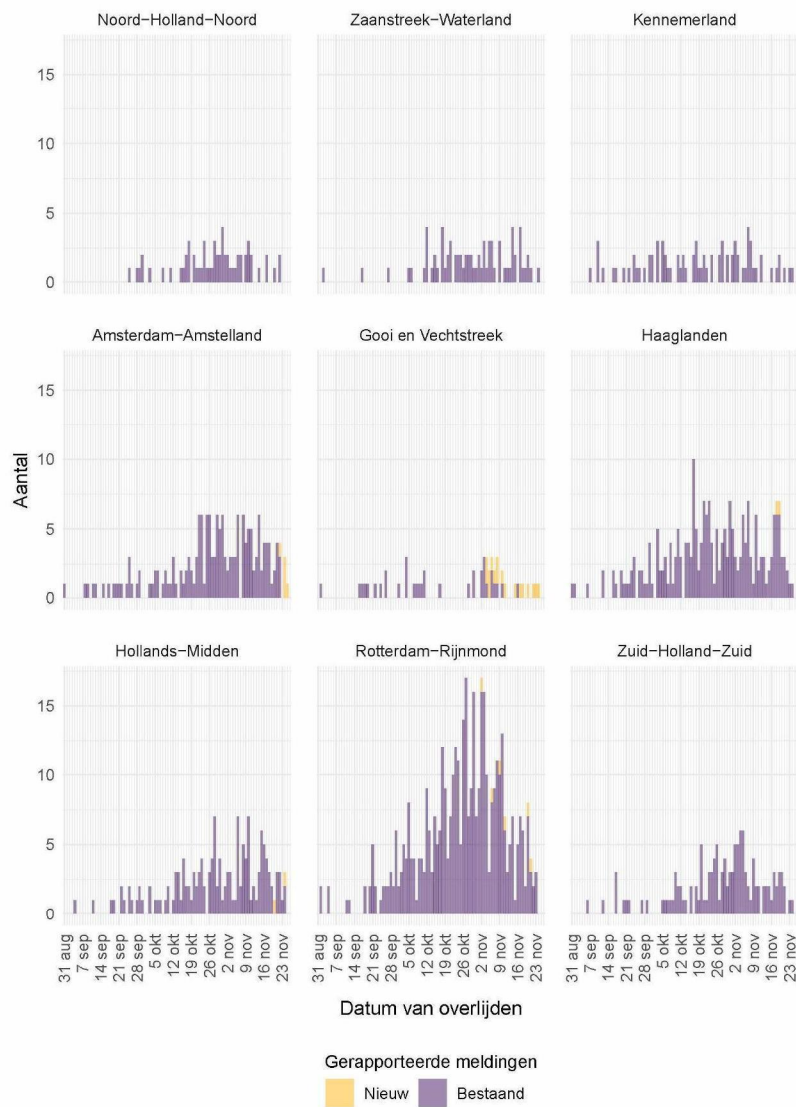 Noord-Holland-Noord
Zaanstreek-Waterland
Kennemerland
15
10
5
0
Amsterdam-Amstelland
Gooi en Vechtstreek
Haaglanden
15
10
5
0
Aantal
Hollands-Midden
Rotterdam-Rijnmond
Zuid-Holland-Zuid
15
10
5
0
31 aug
7 sep
14 sep
21 sep
28 sep
5 okt
12 okt
19 okt
26 okt
2 nov
9 nov
16 nov
23 nov
31 aug
7 sep
14 sep
21 sep
28 sep
5 okt
12 okt
19 okt
26 okt
2 nov
9 nov
16 nov
23 nov
31 aug
7 sep
14 sep
21 sep
28 sep
5 okt
12 okt
19 okt
26 okt
2 nov
9 nov
16 nov
23 nov
Datum van overlijden
Gerapporteerde meldingen
Nieuw
Bestaand